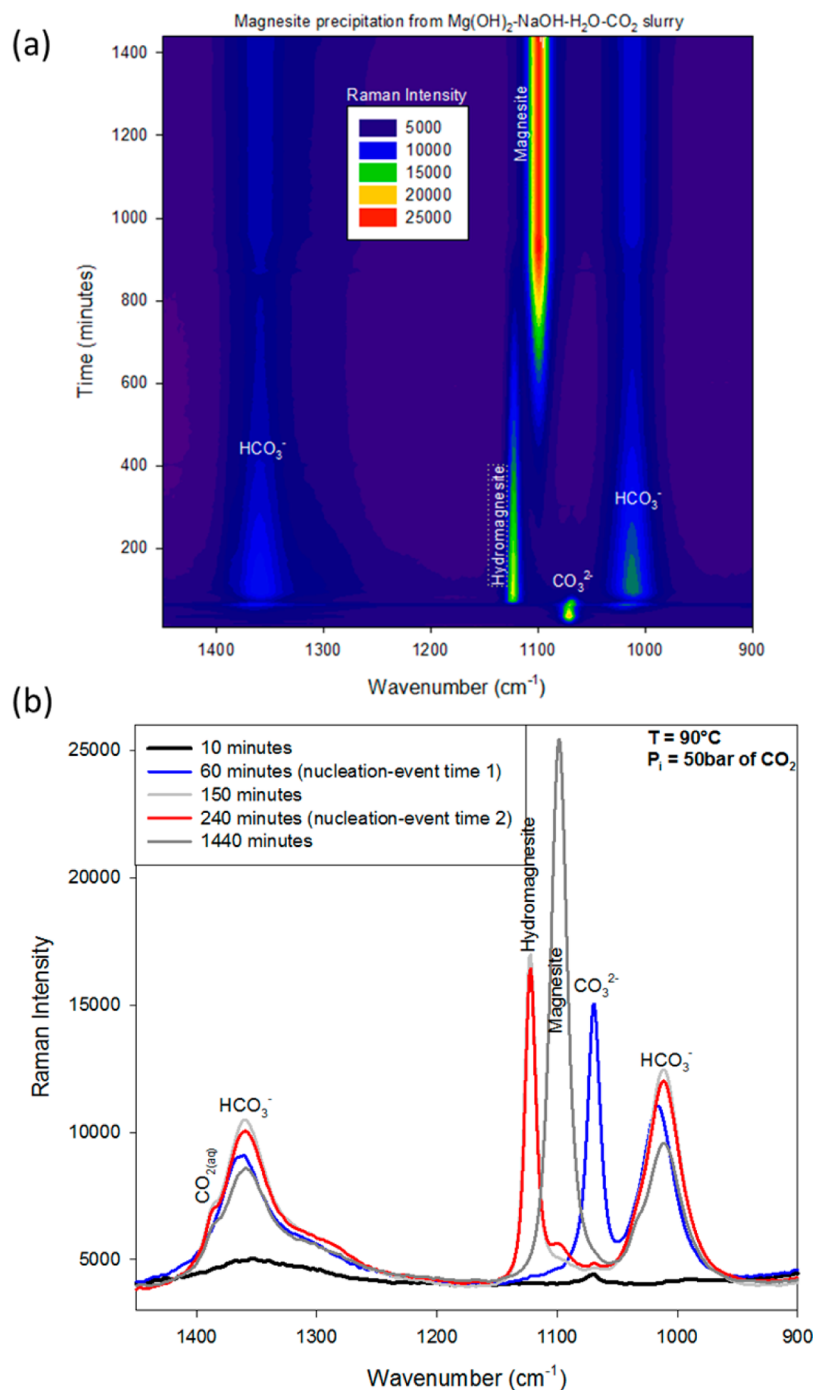 (a)
Magnesite precipitation from Mg(OH)₂-NaOH-H₂O-CO₂ slurry
1400
1200
1000
800
600
400
200
Time (minutes)
Raman Intensity
5000
10000
15000
20000
25000
Magnesite
HCO₃⁻
Hydromagnesite
CO₃²⁻
HCO₃⁻
1400 1300 1200 1100 1000 900
Wavenumber (cm⁻¹)
(b)
25000
20000
15000
10000
5000
Raman Intensity
10 minutes
60 minutes (nucleation-event time 1)
150 minutes
240 minutes (nucleation-event time 2)
1440 minutes
T = 90°C
Pᵢ = 50bar of CO₂
CO₂₍ₐq₎
HCO₃⁻
Hydromagnesite
Magnesite
CO₃²⁻
HCO₃⁻
1400 1300 1200 1100 1000 900
Wavenumber (cm⁻¹)